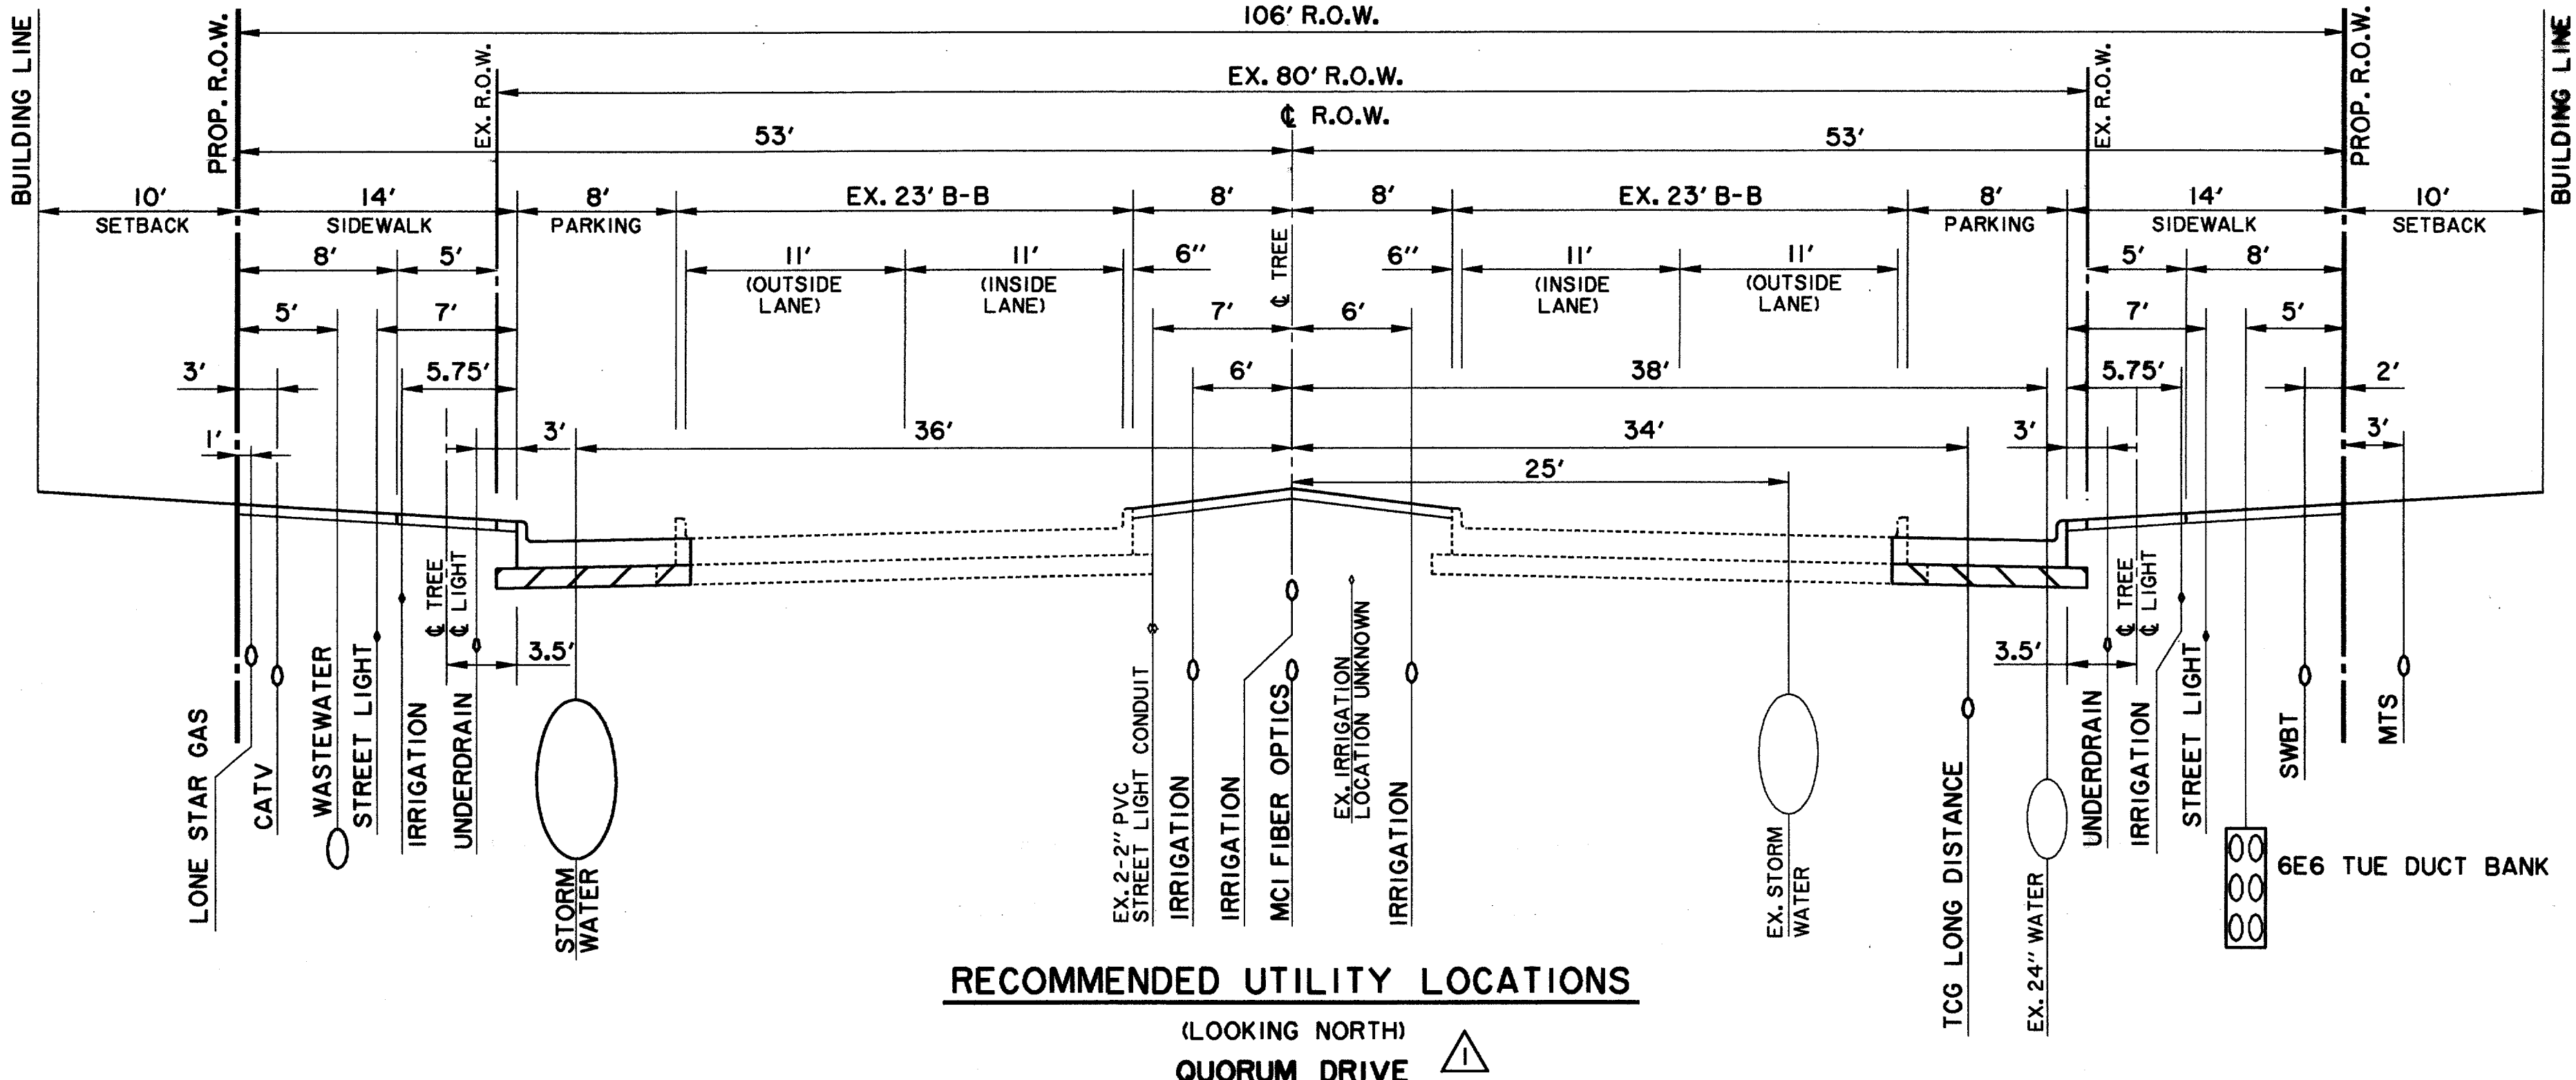 106' R.O.W.
BUILDING LINE
PROP. R.O.W.
EX. R.O.W.
EX. 80' R.O.W.
℄ R.O.W.
EX. R.O.W.
PROP. R.O.W.
BUILDING LINE
53'
53'
10'
SETBACK
14'
SIDEWALK
8'
PARKING
EX. 23' B-B
8'
8'
EX. 23' B-B
8'
PARKING
14'
SIDEWALK
10'
SETBACK
8'
5'
11'
(OUTSIDE
LANE)
11'
(INSIDE
LANE)
6"
℄ TREE
6"
11'
(INSIDE
LANE)
11'
(OUTSIDE
LANE)
5'
8'
5'
7'
7'
6'
7'
5'
3'
5.75'
6'
38'
5.75'
2'
1'
3'
36'
34'
3'
3'
25'
℄ TREE
℄ LIGHT
3.5'
℄ TREE
℄ LIGHT
3.5'
LONE STAR GAS
CATV
WASTEWATER
STREET LIGHT
IRRIGATION
UNDERDRAIN
STORM
WATER
EX. 2-2" PVC
STREET LIGHT CONDUIT
IRRIGATION
IRRIGATION
MCI FIBER OPTICS
EX. IRRIGATION
LOCATION UNKNOWN
IRRIGATION
EX. STORM
WATER
TCG LONG DISTANCE
EX. 24" WATER
UNDERDRAIN
IRRIGATION
STREET LIGHT
6E6 TUE DUCT BANK
SWBT
MTS
RECOMMENDED UTILITY LOCATIONS
(LOOKING NORTH)
QUORUM DRIVE
1